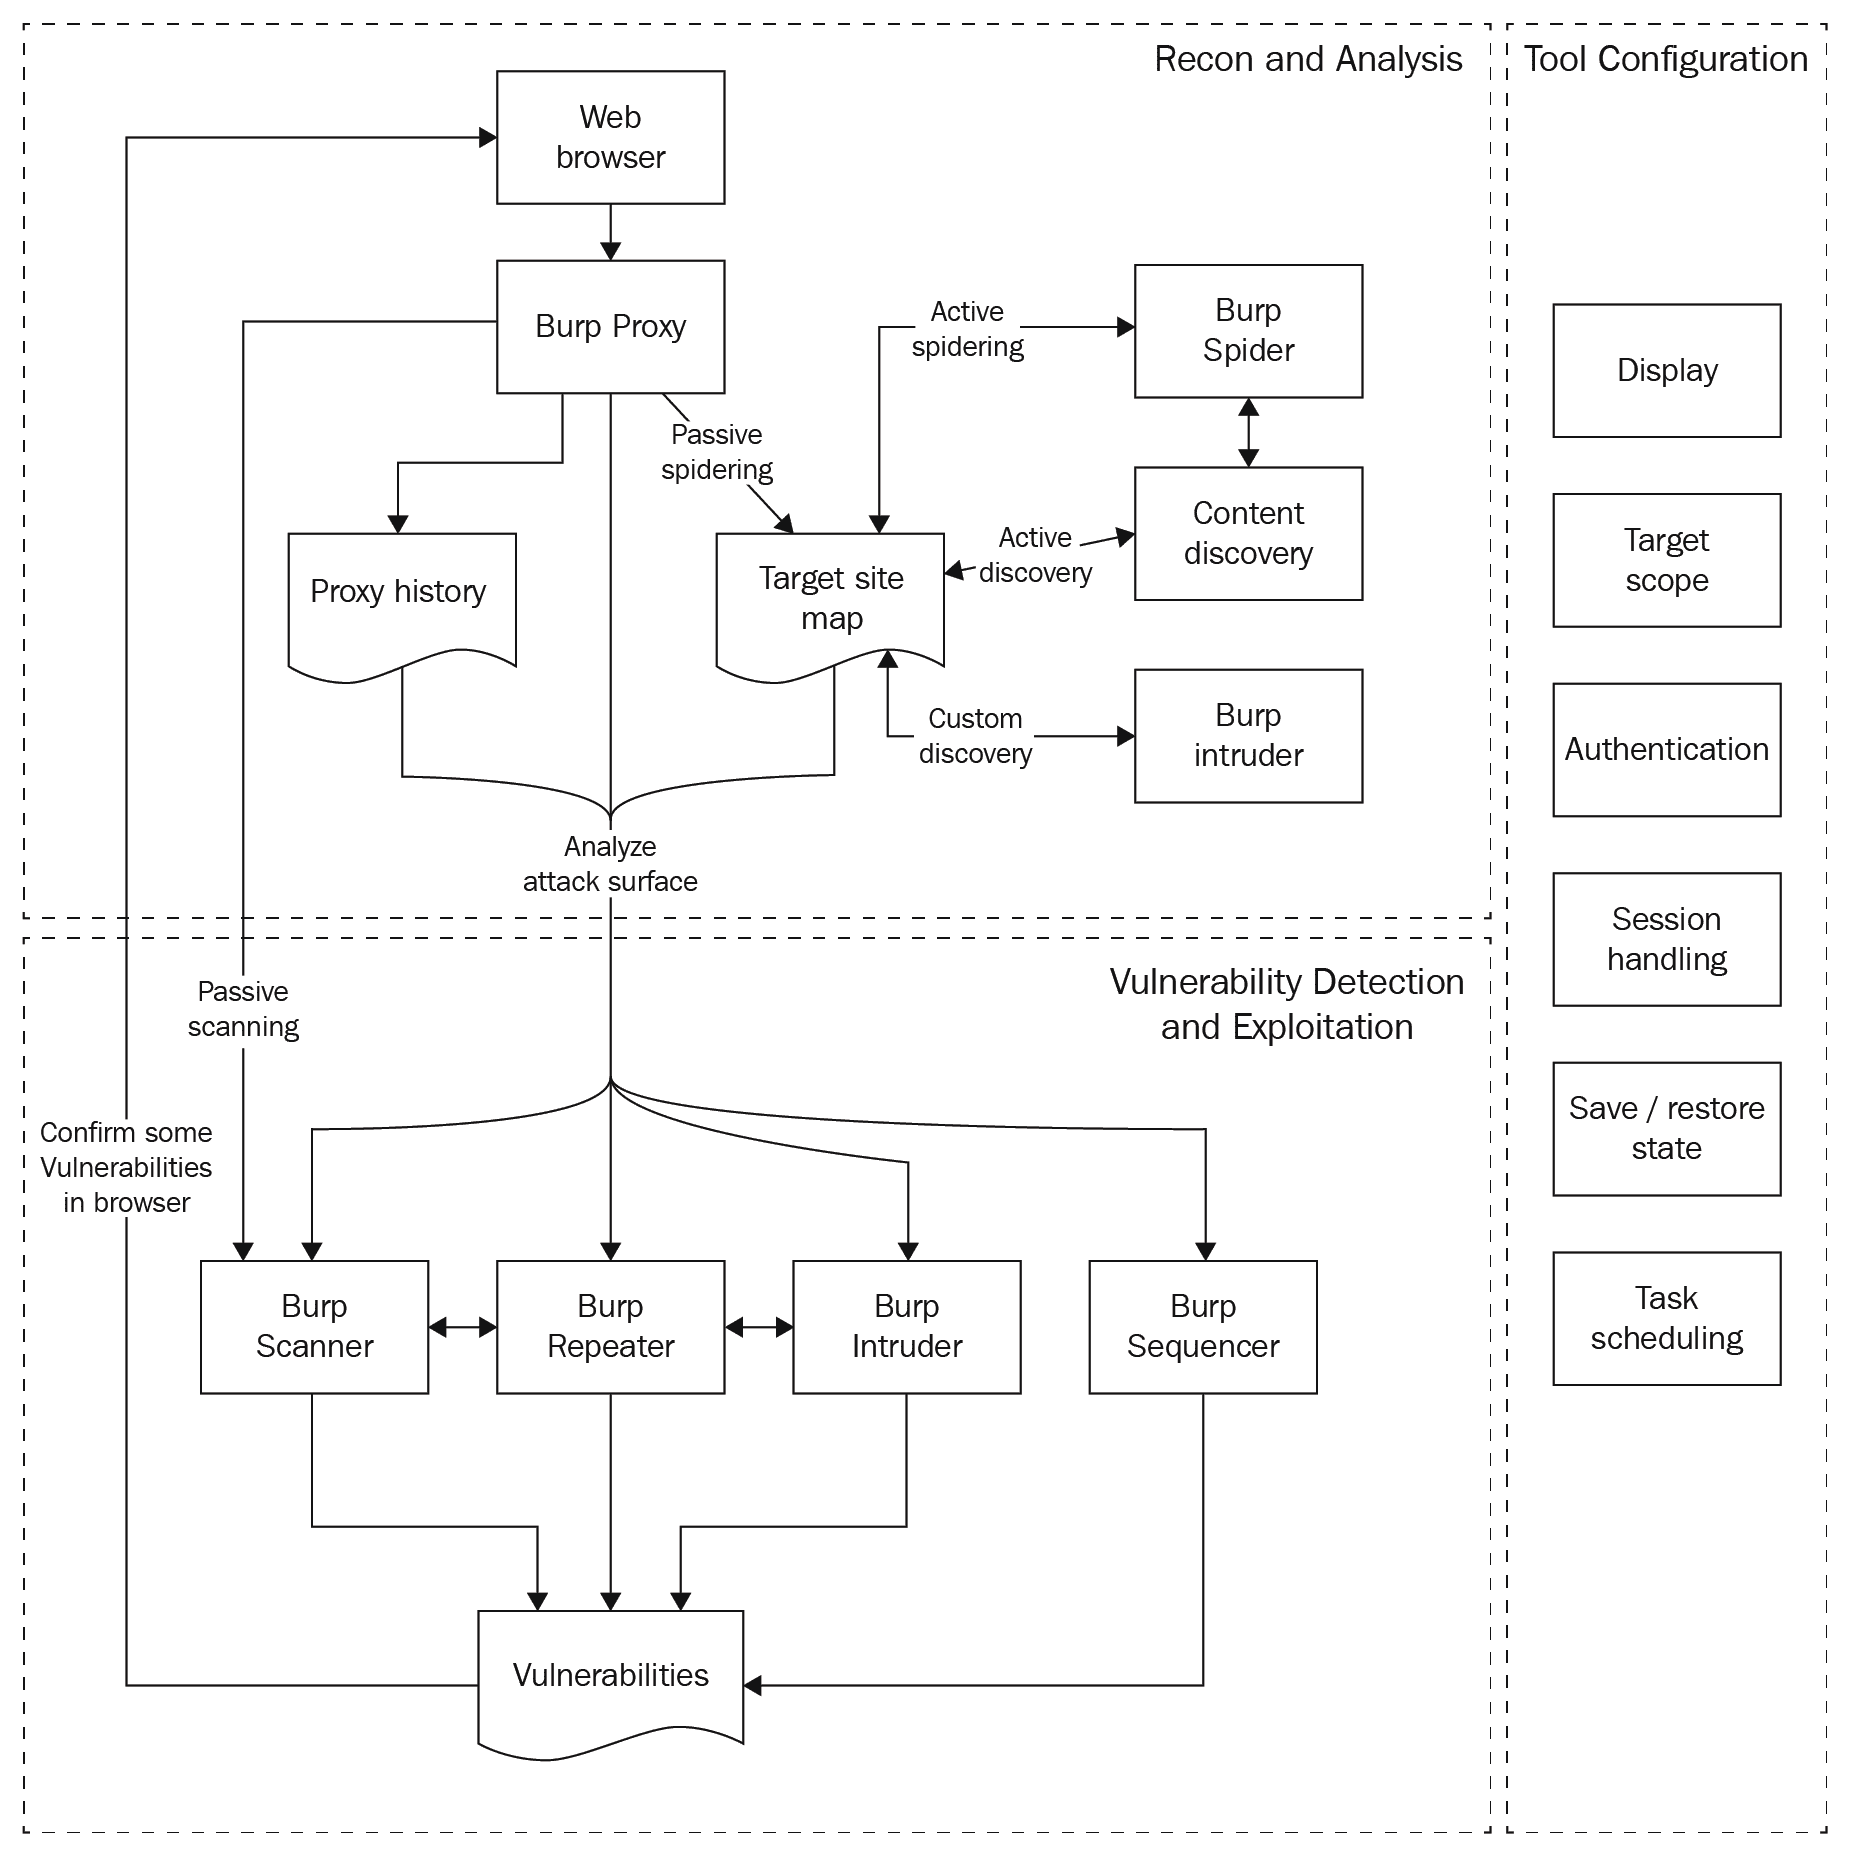 Recon and Analysis
Web
browser
Burp Proxy
Active
spidering
Burp
Spider
Passive
spidering
Proxy history
Target site
map
Active
discovery
Content
discovery
Custom
discovery
Burp
intruder
Analyze
attack surface
Vulnerability Detection
and Exploitation
Passive
scanning
Confirm some
Vulnerabilities
in browser
Burp
Scanner
Burp
Repeater
Burp
Intruder
Burp
Sequencer
Vulnerabilities
Tool Configuration
Display
Target
scope
Authentication
Session
handling
Save / restore
state
Task
scheduling